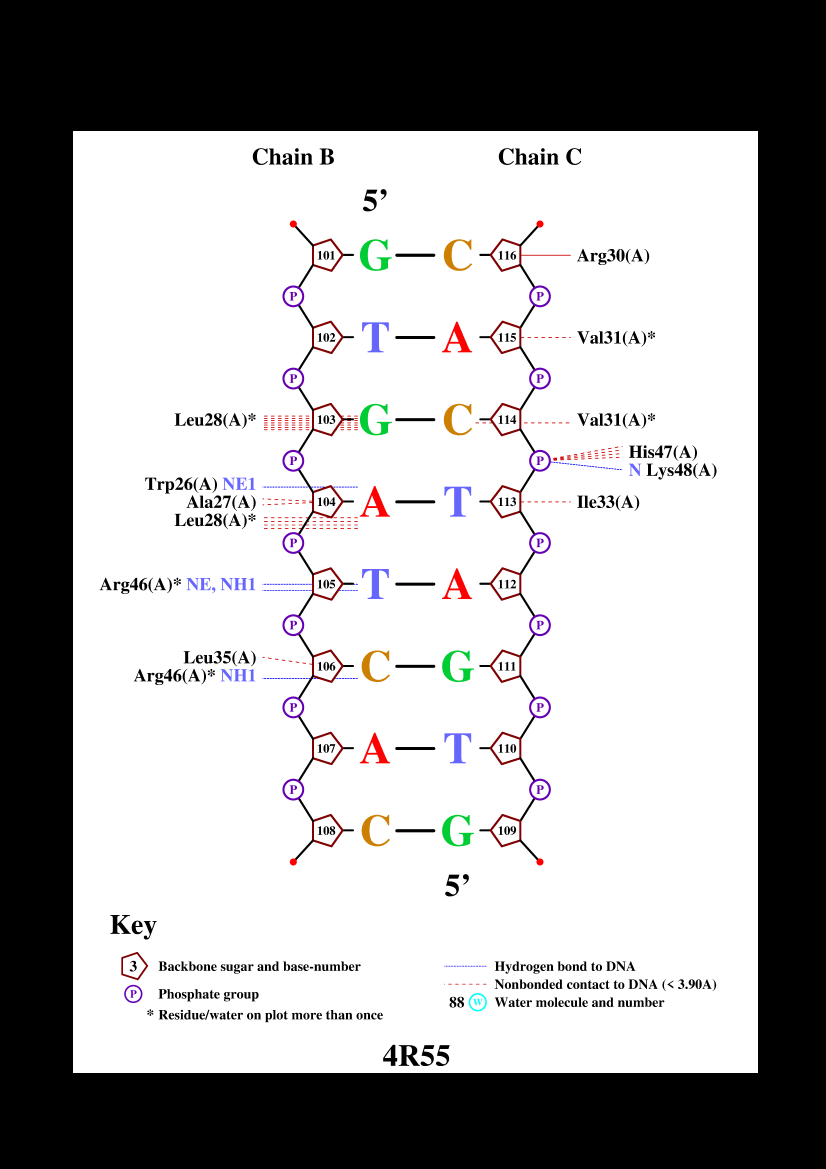 Chain B Chain C
5’
101 G C 116 Arg30(A)
P P
102 T A 115 Val31(A)*
P P
Leu28(A)* 103 G C 114 Val31(A)*
His47(A)
P P N Lys48(A)
Trp26(A) NE1
Ala27(A) 104 A T 113 Ile33(A)
Leu28(A)*
P P
Arg46(A)* NE, NH1 105 T A 112
P P
Leu35(A)
106 C G 111
Arg46(A)* NH1
P P
107 A T 110
P P
108 C G 109
5’
Key
3 Backbone sugar and base-number
P Phosphate group
* Residue/water on plot more than once
Hydrogen bond to DNA
Nonbonded contact to DNA (< 3.90A)
88 W Water molecule and number
4R55